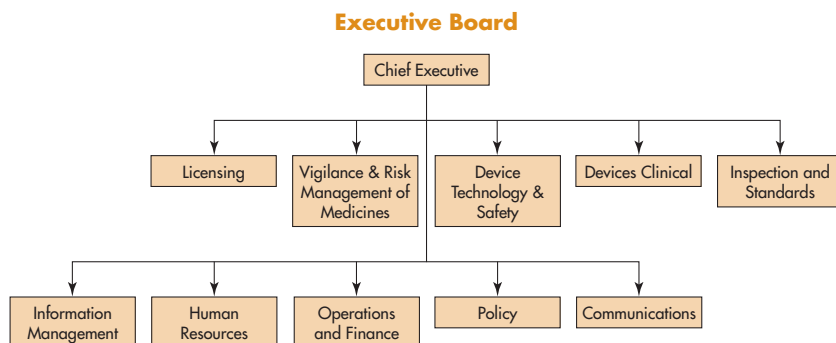 Executive Board
Chief Executive
Licensing
Vigilance & Risk
Management of
Medicines
Device
Technology &
Safety
Devices Clinical
Inspection and
Standards
Information
Management
Human
Resources
Operations
and Finance
Policy
Communications